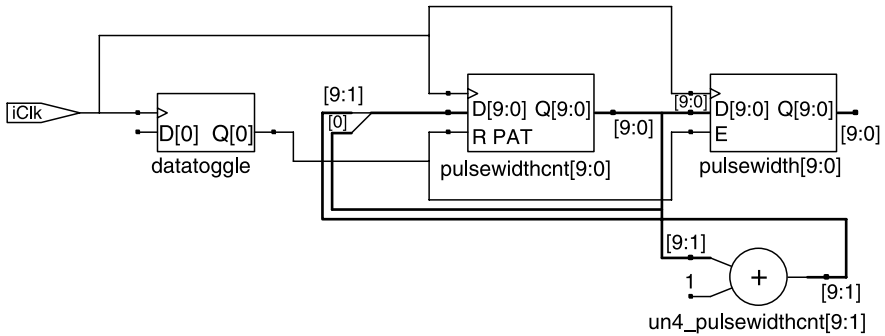 iClk
D[0] Q[0]
datatoggle
[9:1]
[0]
D[9:0] Q[9:0]
R PAT
pulsewidthcnt[9:0]
[9:0]
[9:0]
D[9:0] Q[9:0]
E
pulsewidth[9:0]
[9:0]
[9:1]
1
+
[9:1]
un4_pulsewidthcnt[9:1]